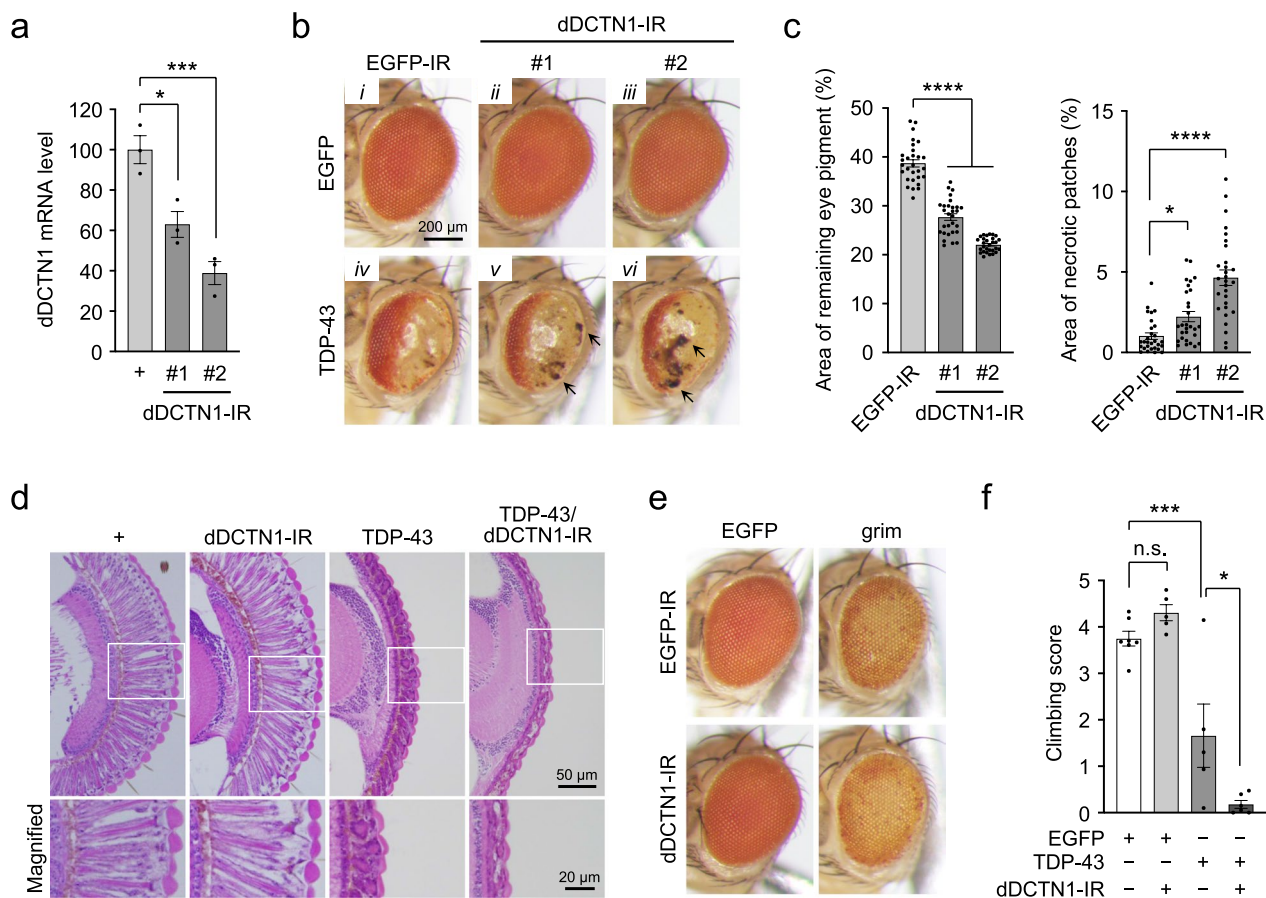 a
dDCTN1 mRNA level
120
100
80
60
40
20
0
*
***
+
#1
#2
dDCTN1-IR
b
dDCTN1-IR
EGFP-IR
#1
#2
EGFP
TDP-43
i
ii
iii
200 µm
iv
v
vi
c
Area of remaining eye pigment (%)
50
40
30
20
10
0
****
EGFP-IR
#1
#2
dDCTN1-IR
Area of necrotic patches (%)
15
10
5
0
****
*
EGFP-IR
#1
#2
dDCTN1-IR
d
+
dDCTN1-IR
TDP-43
TDP-43/
dDCTN1-IR
50 µm
Magnified
20 µm
e
EGFP
grim
EGFP-IR
dDCTN1-IR
f
Climbing score
5
4
3
2
1
0
***
n.s.
*
EGFP + + − −
TDP-43 − − + +
dDCTN1-IR − + − +